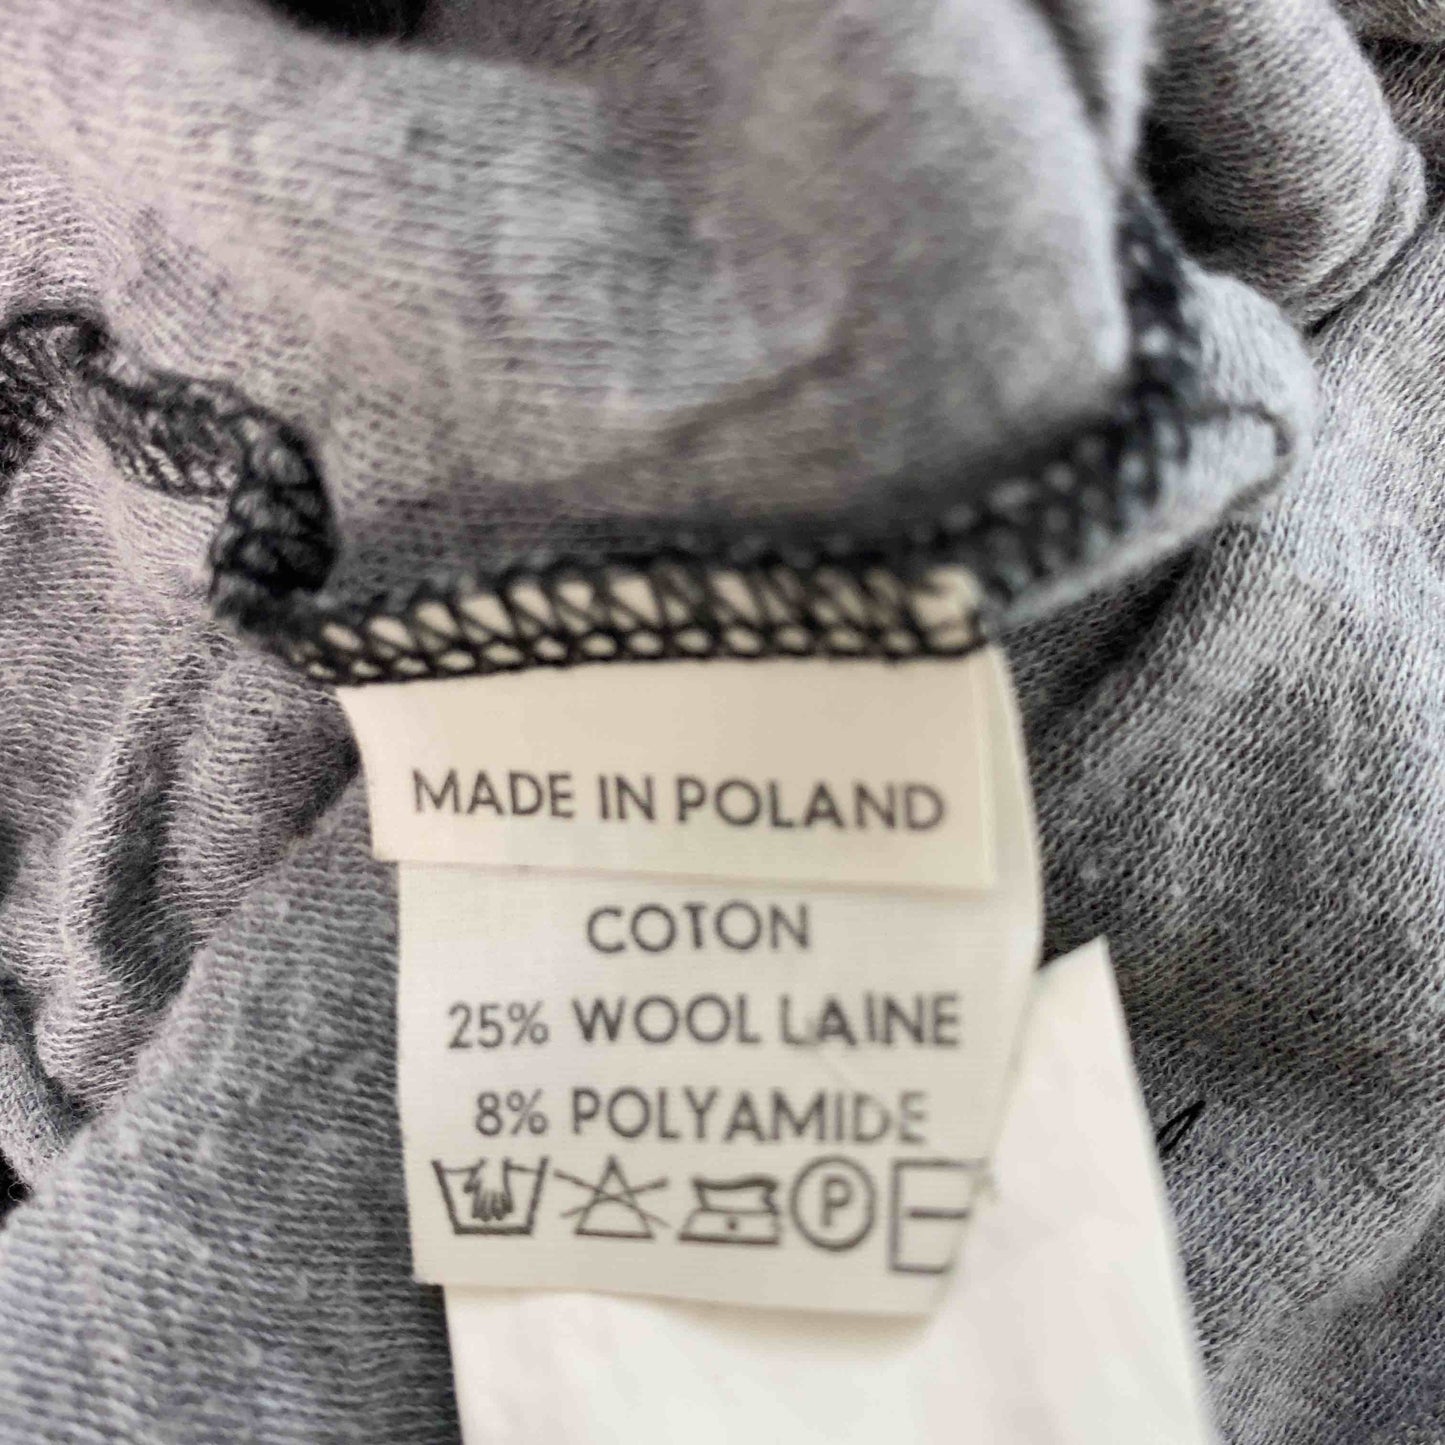 MADE IN POLAND
COTON
25% WOOL LAINE
8% POLYAMIDE
P